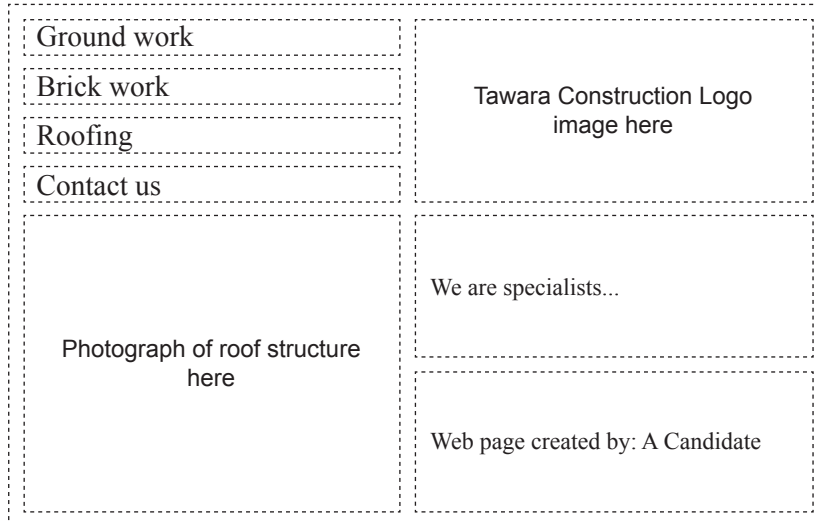 Ground work
Brick work
Roofing
Contact us
Photograph of roof structure
here
Tawara Construction Logo
image here
We are specialists...
Web page created by: A Candidate